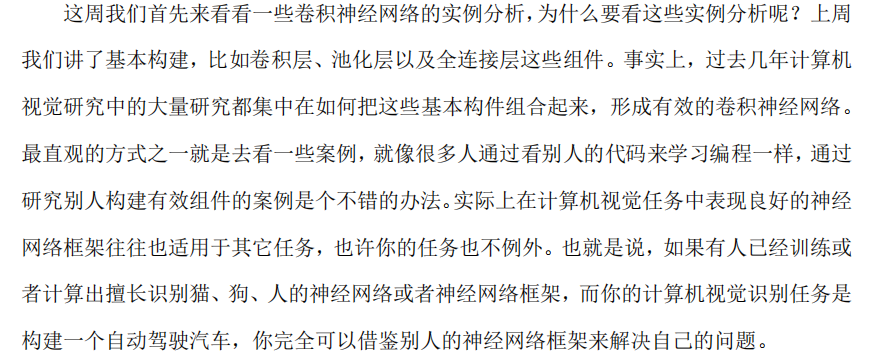 这周我们首先来看看一些卷积神经网络的实例分析，为什么要看这些实例分析呢？上周
我们讲了基本构建，比如卷积层、池化层以及全连接层这些组件。事实上，过去几年计算机
视觉研究中的大量研究都集中在如何把这些基本构件组合起来，形成有效的卷积神经网络。
最直观的方式之一就是去看一些案例，就像很多人通过看别人的代码来学习编程一样，通过
研究别人构建有效组件的案例是个不错的办法。实际上在计算机视觉任务中表现良好的神经
网络框架往往也适用于其它任务，也许你的任务也不例外。也就是说，如果有人已经训练或
者计算出擅长识别猫、狗、人的神经网络或者神经网络框架，而你的计算机视觉识别任务是
构建一个自动驾驶汽车，你完全可以借鉴别人的神经网络框架来解决自己的问题。